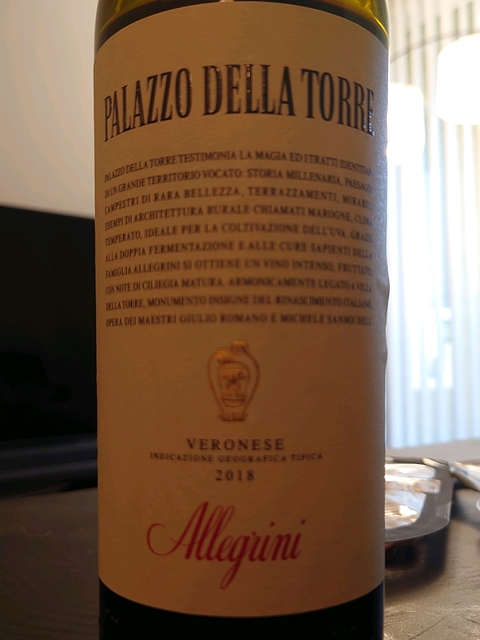 PALAZZO DELLA TORRE
PALAZZO DELLA TORRE TESTIMONIA LA MAGIA ED I TRATTI IDENTITARI
DI UN GRANDE TERRITORIO VOCATO: STORIA MILLENARIA, PAESAGGI
CAMPESTRI DI RARA BELLEZZA, TERRAZZAMENTI, MIRABILI
ESEMPI DI ARCHITETTURA RURALE CHIAMATI MAROGNE, CLIMA
TEMPERATO, IDEALE PER LA COLTIVAZIONE DELL'UVA. GRAZIE
ALLA DOPPIA FERMENTAZIONE E ALLE CURE SAPIENTI DELLA
FAMIGLIA ALLEGRINI SI OTTIENE UN VINO INTENSO, FRUTTATO,
CON NOTE DI CILIEGIA MATURA. ARMONICAMENTE LEGATO A VILLA
DELLA TORRE, MONUMENTO INSIGNE DEL RINASCIMENTO ITALIANO,
OPERA DEI MAESTRI GIULIO ROMANO E MICHELE SANMICHELI.
VERONESE
INDICAZIONE GEOGRAFICA TIPICA
2018
Allegrini